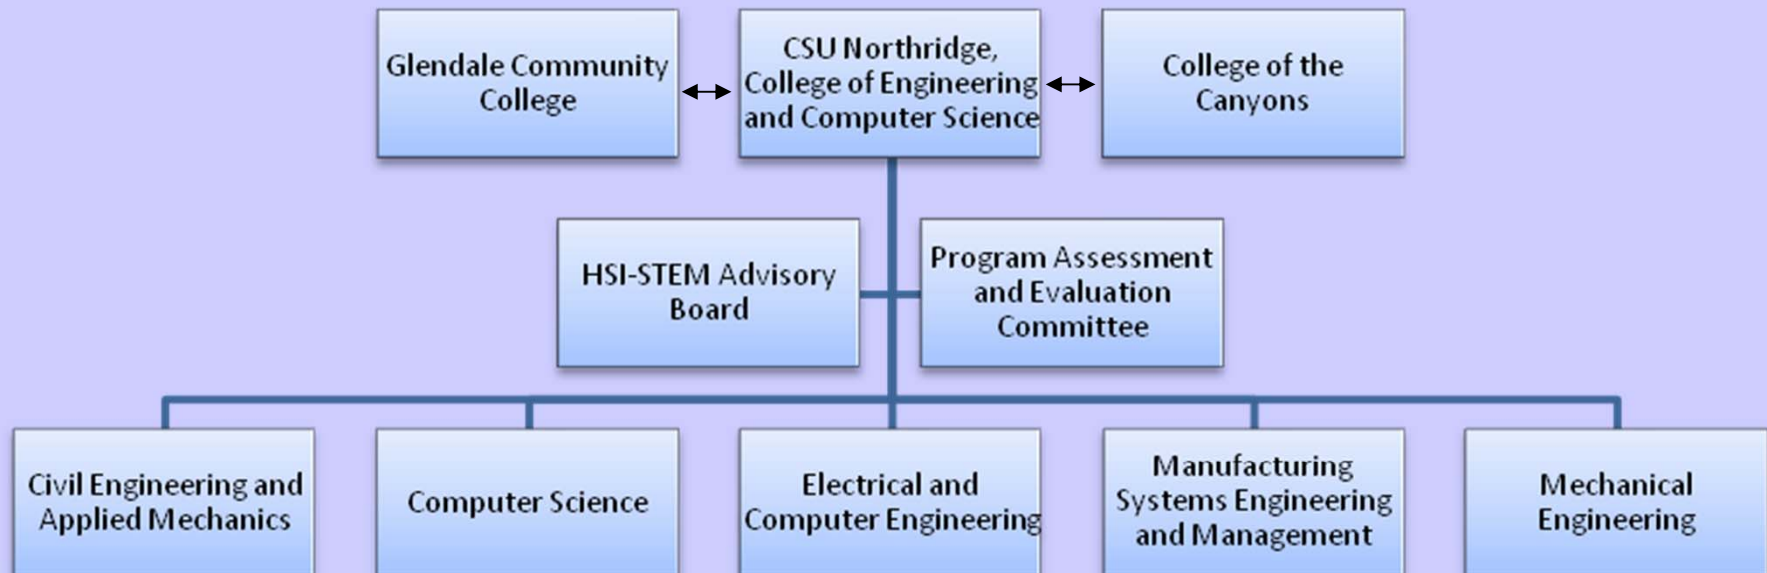 Glendale Community
College
CSU Northridge,
College of Engineering
and Computer Science
College of the
Canyons
HSI-STEM Advisory
Board
Program Assessment
and Evaluation
Committee
Civil Engineering and
Applied Mechanics
Computer Science
Electrical and
Computer Engineering
Manufacturing
Systems Engineering
and Management
Mechanical
Engineering